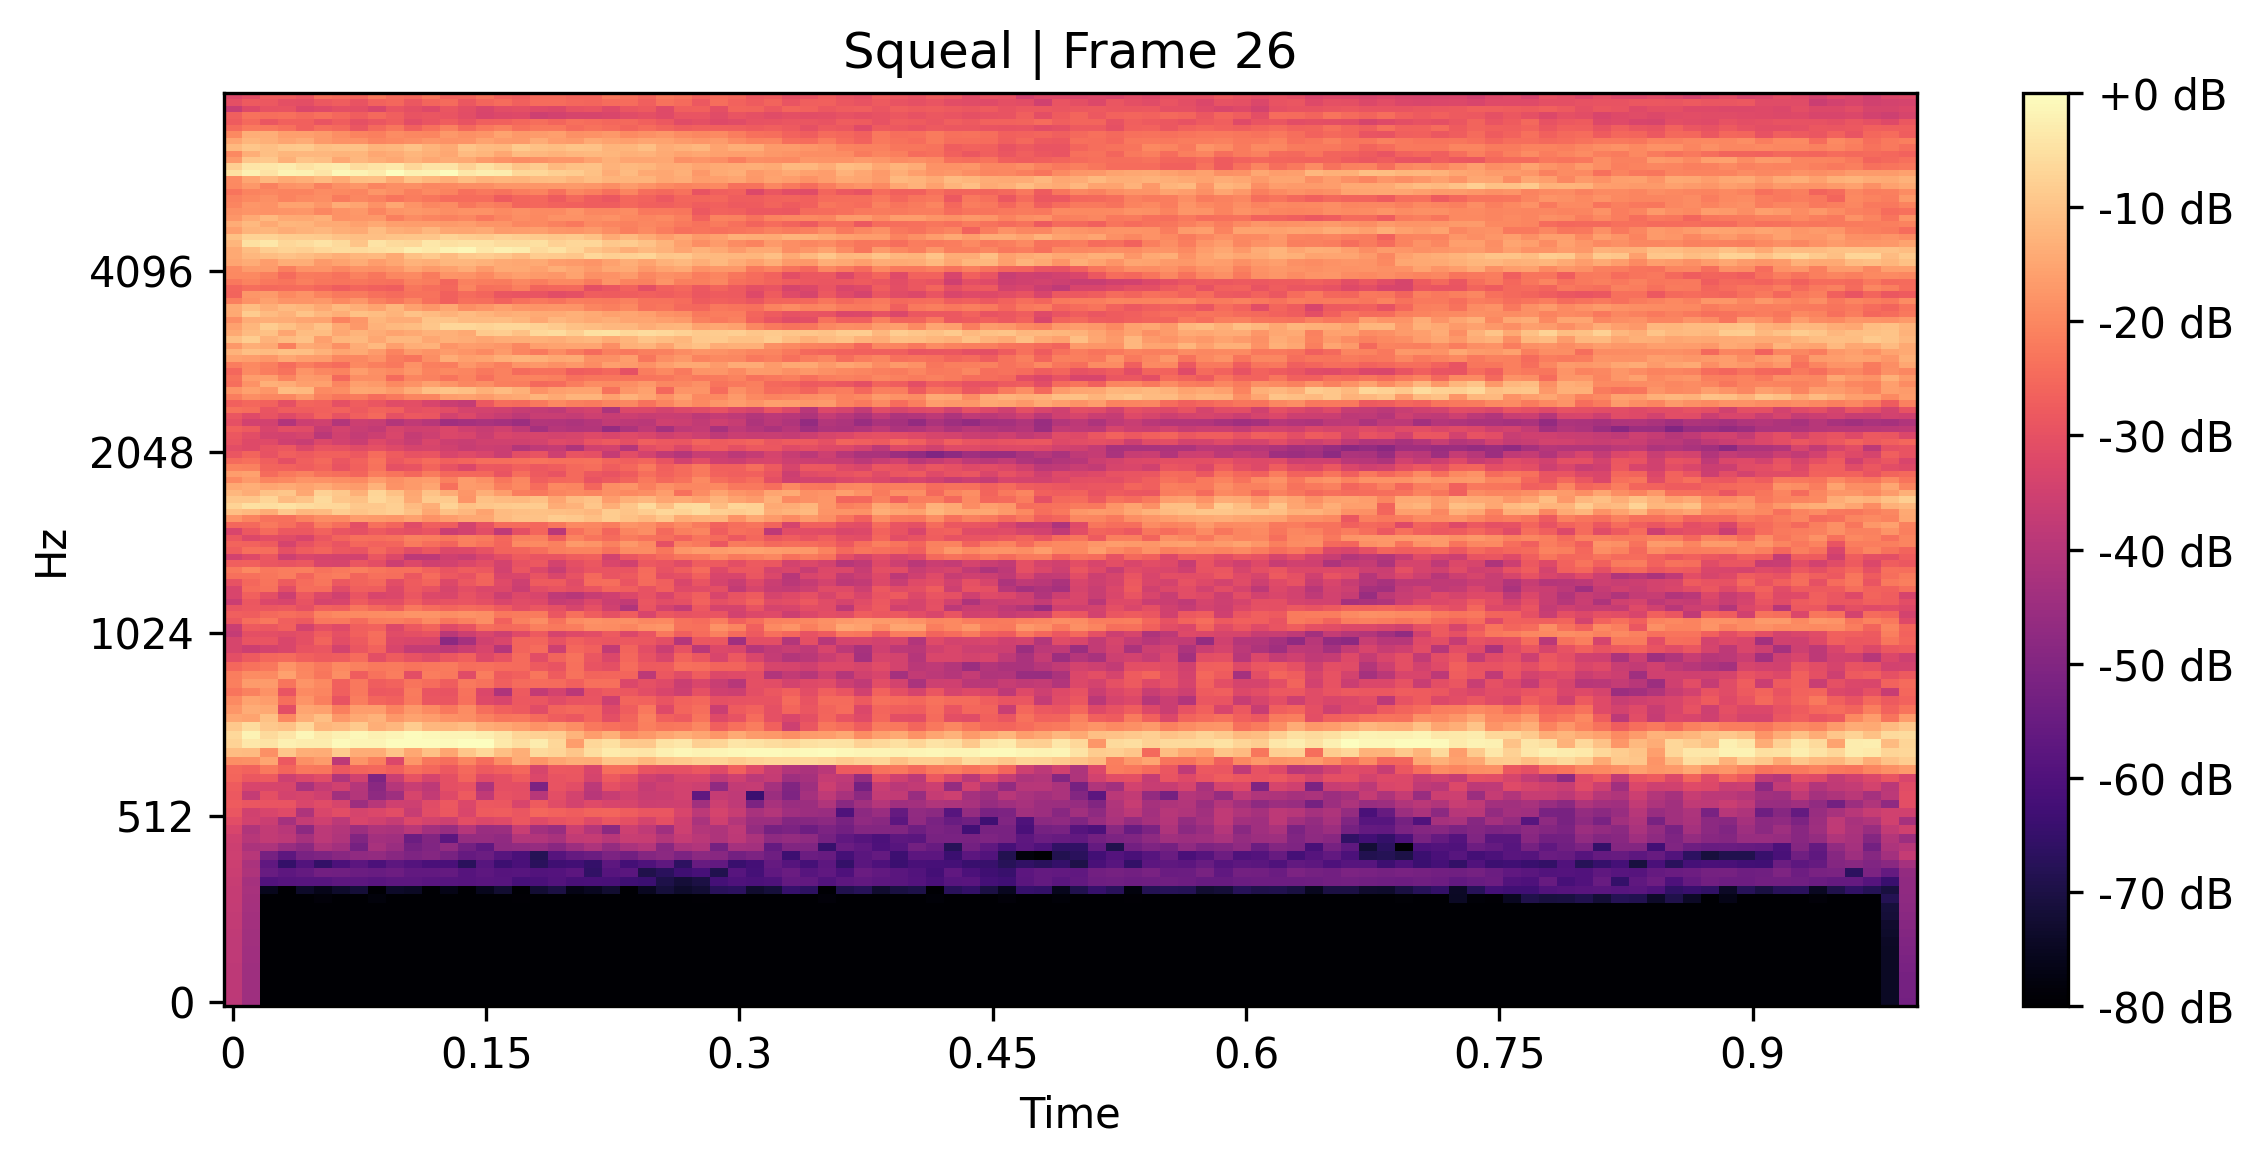 Squeal | Frame 26
Hz
4096
2048
1024
512
0
0 0.15 0.3 0.45 0.6 0.75 0.9
Time
+0 dB
-10 dB
-20 dB
-30 dB
-40 dB
-50 dB
-60 dB
-70 dB
-80 dB